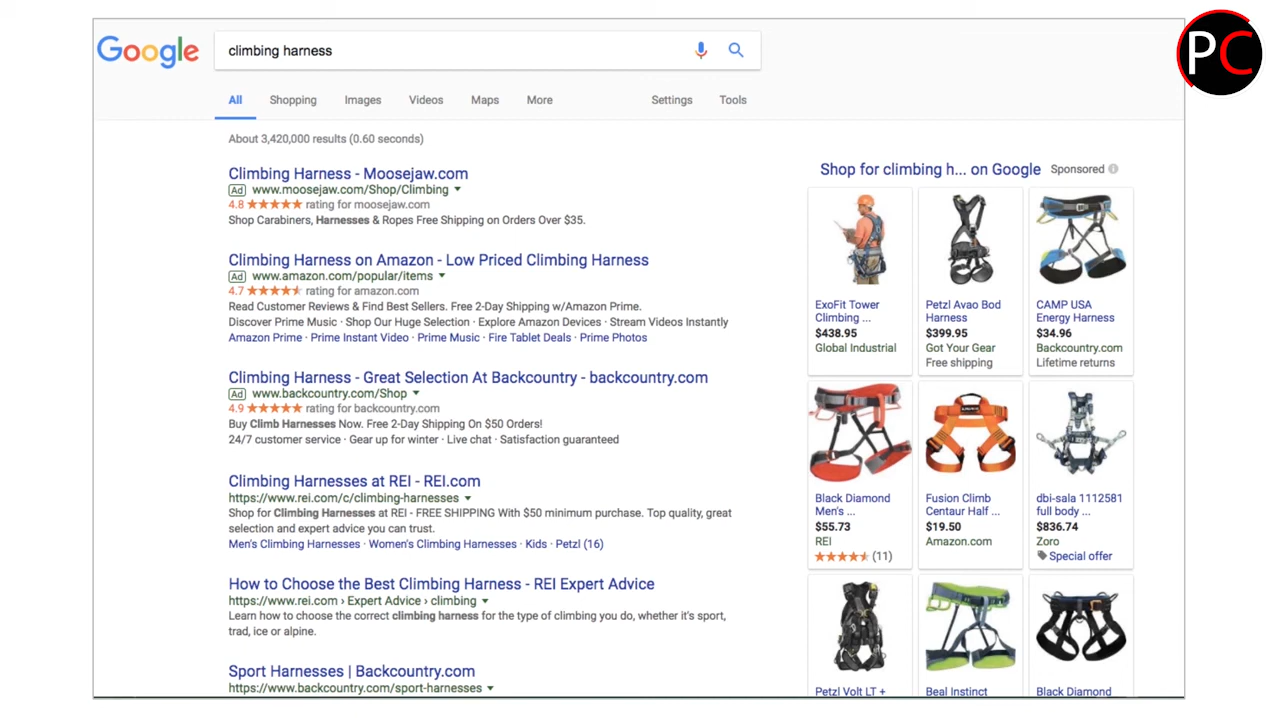 PC
Google
climbing harness
All Shopping Images Videos Maps More Settings Tools
About 3,420,000 results (0.60 seconds)
Climbing Harness - Moosejaw.com
Ad www.moosejaw.com/Shop/Climbing
4.8 ★★★★★ rating for moosejaw.com
Shop Carabiners, Harnesses & Ropes Free Shipping on Orders Over $35.
Climbing Harness on Amazon - Low Priced Climbing Harness
Ad www.amazon.com/popular/items
4.7 ★★★★★ rating for amazon.com
Read Customer Reviews & Find Best Sellers. Free 2-Day Shipping w/Amazon Prime.
Discover Prime Music · Shop Our Huge Selection · Explore Amazon Devices · Stream Videos Instantly
Amazon Prime · Prime Instant Video · Prime Music · Fire Tablet Deals · Prime Photos
Climbing Harness - Great Selection At Backcountry - backcountry.com
Ad www.backcountry.com/Shop
4.9 ★★★★★ rating for backcountry.com
Buy Climb Harnesses Now. Free 2-Day Shipping On $50 Orders!
24/7 customer service · Gear up for winter · Live chat · Satisfaction guaranteed
Climbing Harnesses at REI - REI.com
https://www.rei.com/c/climbing-harnesses
Shop for Climbing Harnesses at REI - FREE SHIPPING With $50 minimum purchase. Top quality, great
selection and expert advice you can trust.
Men's Climbing Harnesses · Women's Climbing Harnesses · Kids · Petzl (16)
How to Choose the Best Climbing Harness - REI Expert Advice
https://www.rei.com › Expert Advice › climbing
Learn how to choose the correct climbing harness for the type of climbing you do, whether it's sport,
trad, ice or alpine.
Sport Harnesses | Backcountry.com
https://www.backcountry.com/sport-harnesses
Shop for climbing h... on Google Sponsored
ExoFit Tower
Climbing ...
$438.95
Global Industrial
Petzl Avao Bod
Harness
$399.95
Got Your Gear
Free shipping
CAMP USA
Energy Harness
$34.96
Backcountry.com
Lifetime returns
Black Diamond
Men's ...
$55.73
REI
★★★★★ (11)
Fusion Climb
Centaur Half ...
$19.50
Amazon.com
dbi-sala 1112581
full body ...
$836.74
Zoro
Special offer
Petzl Volt LT +
Beal Instinct
Black Diamond